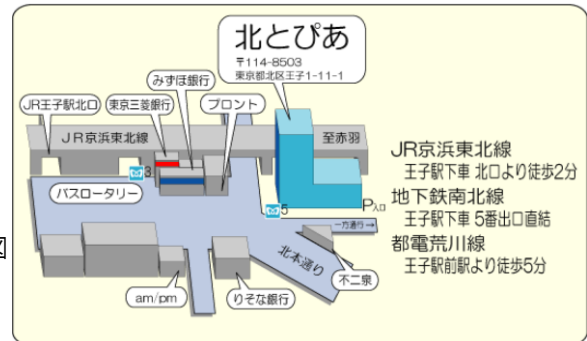 北とぴあ
〒114-8503
東京都北区王子1-11-1
みずほ銀行
JR王子駅北口
東京三菱銀行
プロント
JR京浜東北線
至赤羽
3
バスロータリー
5
P入口
一方通行→
北本通り
不二泉
am/pm
りそな銀行
JR京浜東北線
王子駅下車 北口より徒歩2分
地下鉄南北線
王子駅下車 5番出口直結
都電荒川線
王子駅前駅より徒歩5分
図